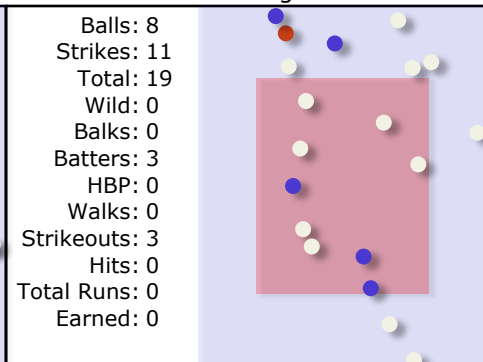 Balls: 8
Strikes: 11
Total: 19
Wild: 0
Balks: 0
Batters: 3
HBP: 0
Walks: 0
Strikeouts: 3
Hits: 0
Total Runs: 0
Earned: 0